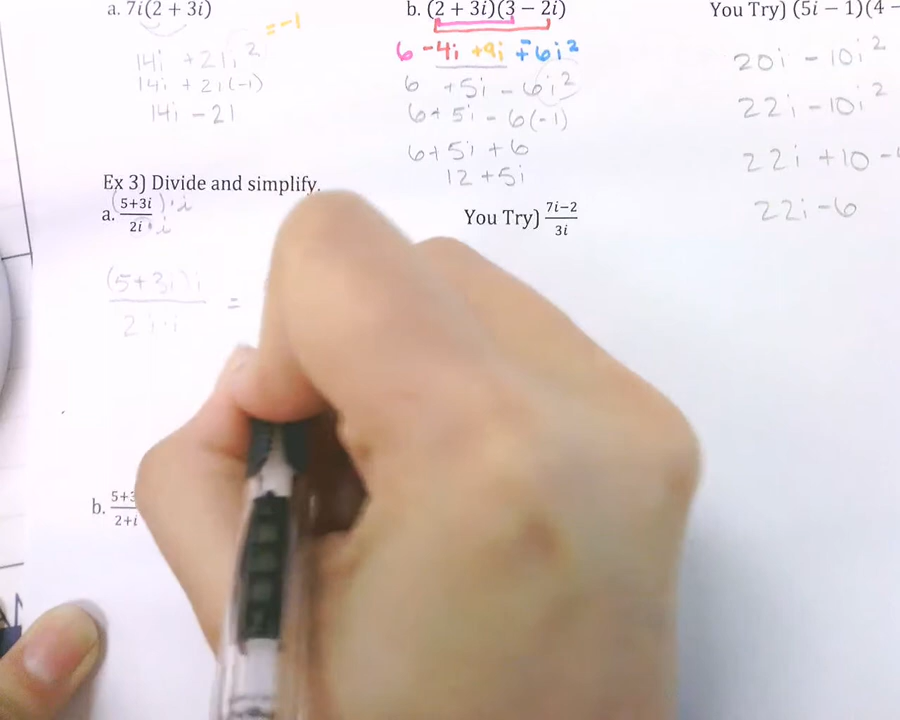 a. 7i(2 + 3i)
= -1
14i + 21i²
14i + 21(-1)
14i - 21
b. (2 + 3i)(3 - 2i)
6 -4i +9i -6i²
6 +5i - 6i²
6+ 5i - 6(-1)
6+5i + 6
12 +5i
You Try) (5i - 1)(4 -
20i - 10i²
22i - 10i²
22i +10 -
22i - 6
Ex 3) Divide and simplify.
a. (5+3i)·i
2i·i
(5+3i)i =
2i·i
You Try) 7i-2
3i
b. 5+3
2+i